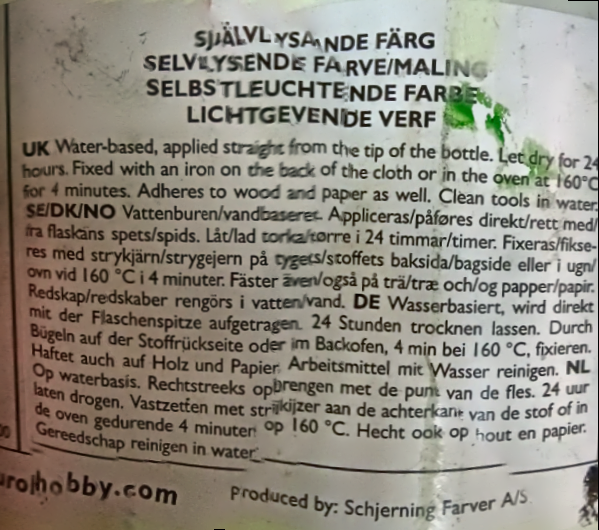 SJÄLVLYSANDE FÄRG
SELVLYSENDE FARVE/MALING
SELBSTLEUCHTENDE FARBE
LICHTGEVENDE VERF
UK Water-based, applied straight from the tip of the bottle. Let dry for 24
hours. Fixed with an iron on the back of the cloth or in the oven at 160°C
for 4 minutes. Adheres to wood and paper as well. Clean tools in water.
SE/DK/NO Vattenburen/vandbaseret. Appliceras/påføres direkt/rett med/
fra flaskans spets/spids. Låt/lad torka/tørre i 24 timmar/timer. Fixeras/fikse-
res med strykjärn/strygejern på tygets/stoffets baksida/bagside eller i ugn/
ovn vid 160 °C i 4 minuter. Fäster även/også på trä/træ och/og papper/papir.
Redskap/redskaber rengörs i vatten/vand. DE Wasserbasiert, wird direkt
mit der Flaschenspitze aufgetragen. 24 Stunden trocknen lassen. Durch
Bügeln auf der Stoffrückseite oder im Backofen, 4 min bei 160 °C, fixieren.
Haftet auch auf Holz und Papier. Arbeitsmittel mit Wasser reinigen. NL
Op waterbasis. Rechtstreeks opbrengen met de punt van de fles. 24 uur
laten drogen. Vastzetten met strijkijzer aan de achterkant van de stof of in
de oven gedurende 4 minuten op 160 °C. Hecht ook op hout en papier.
Gereedschap reinigen in water.
urohobby.com
Produced by: Schjerning Farver A/S